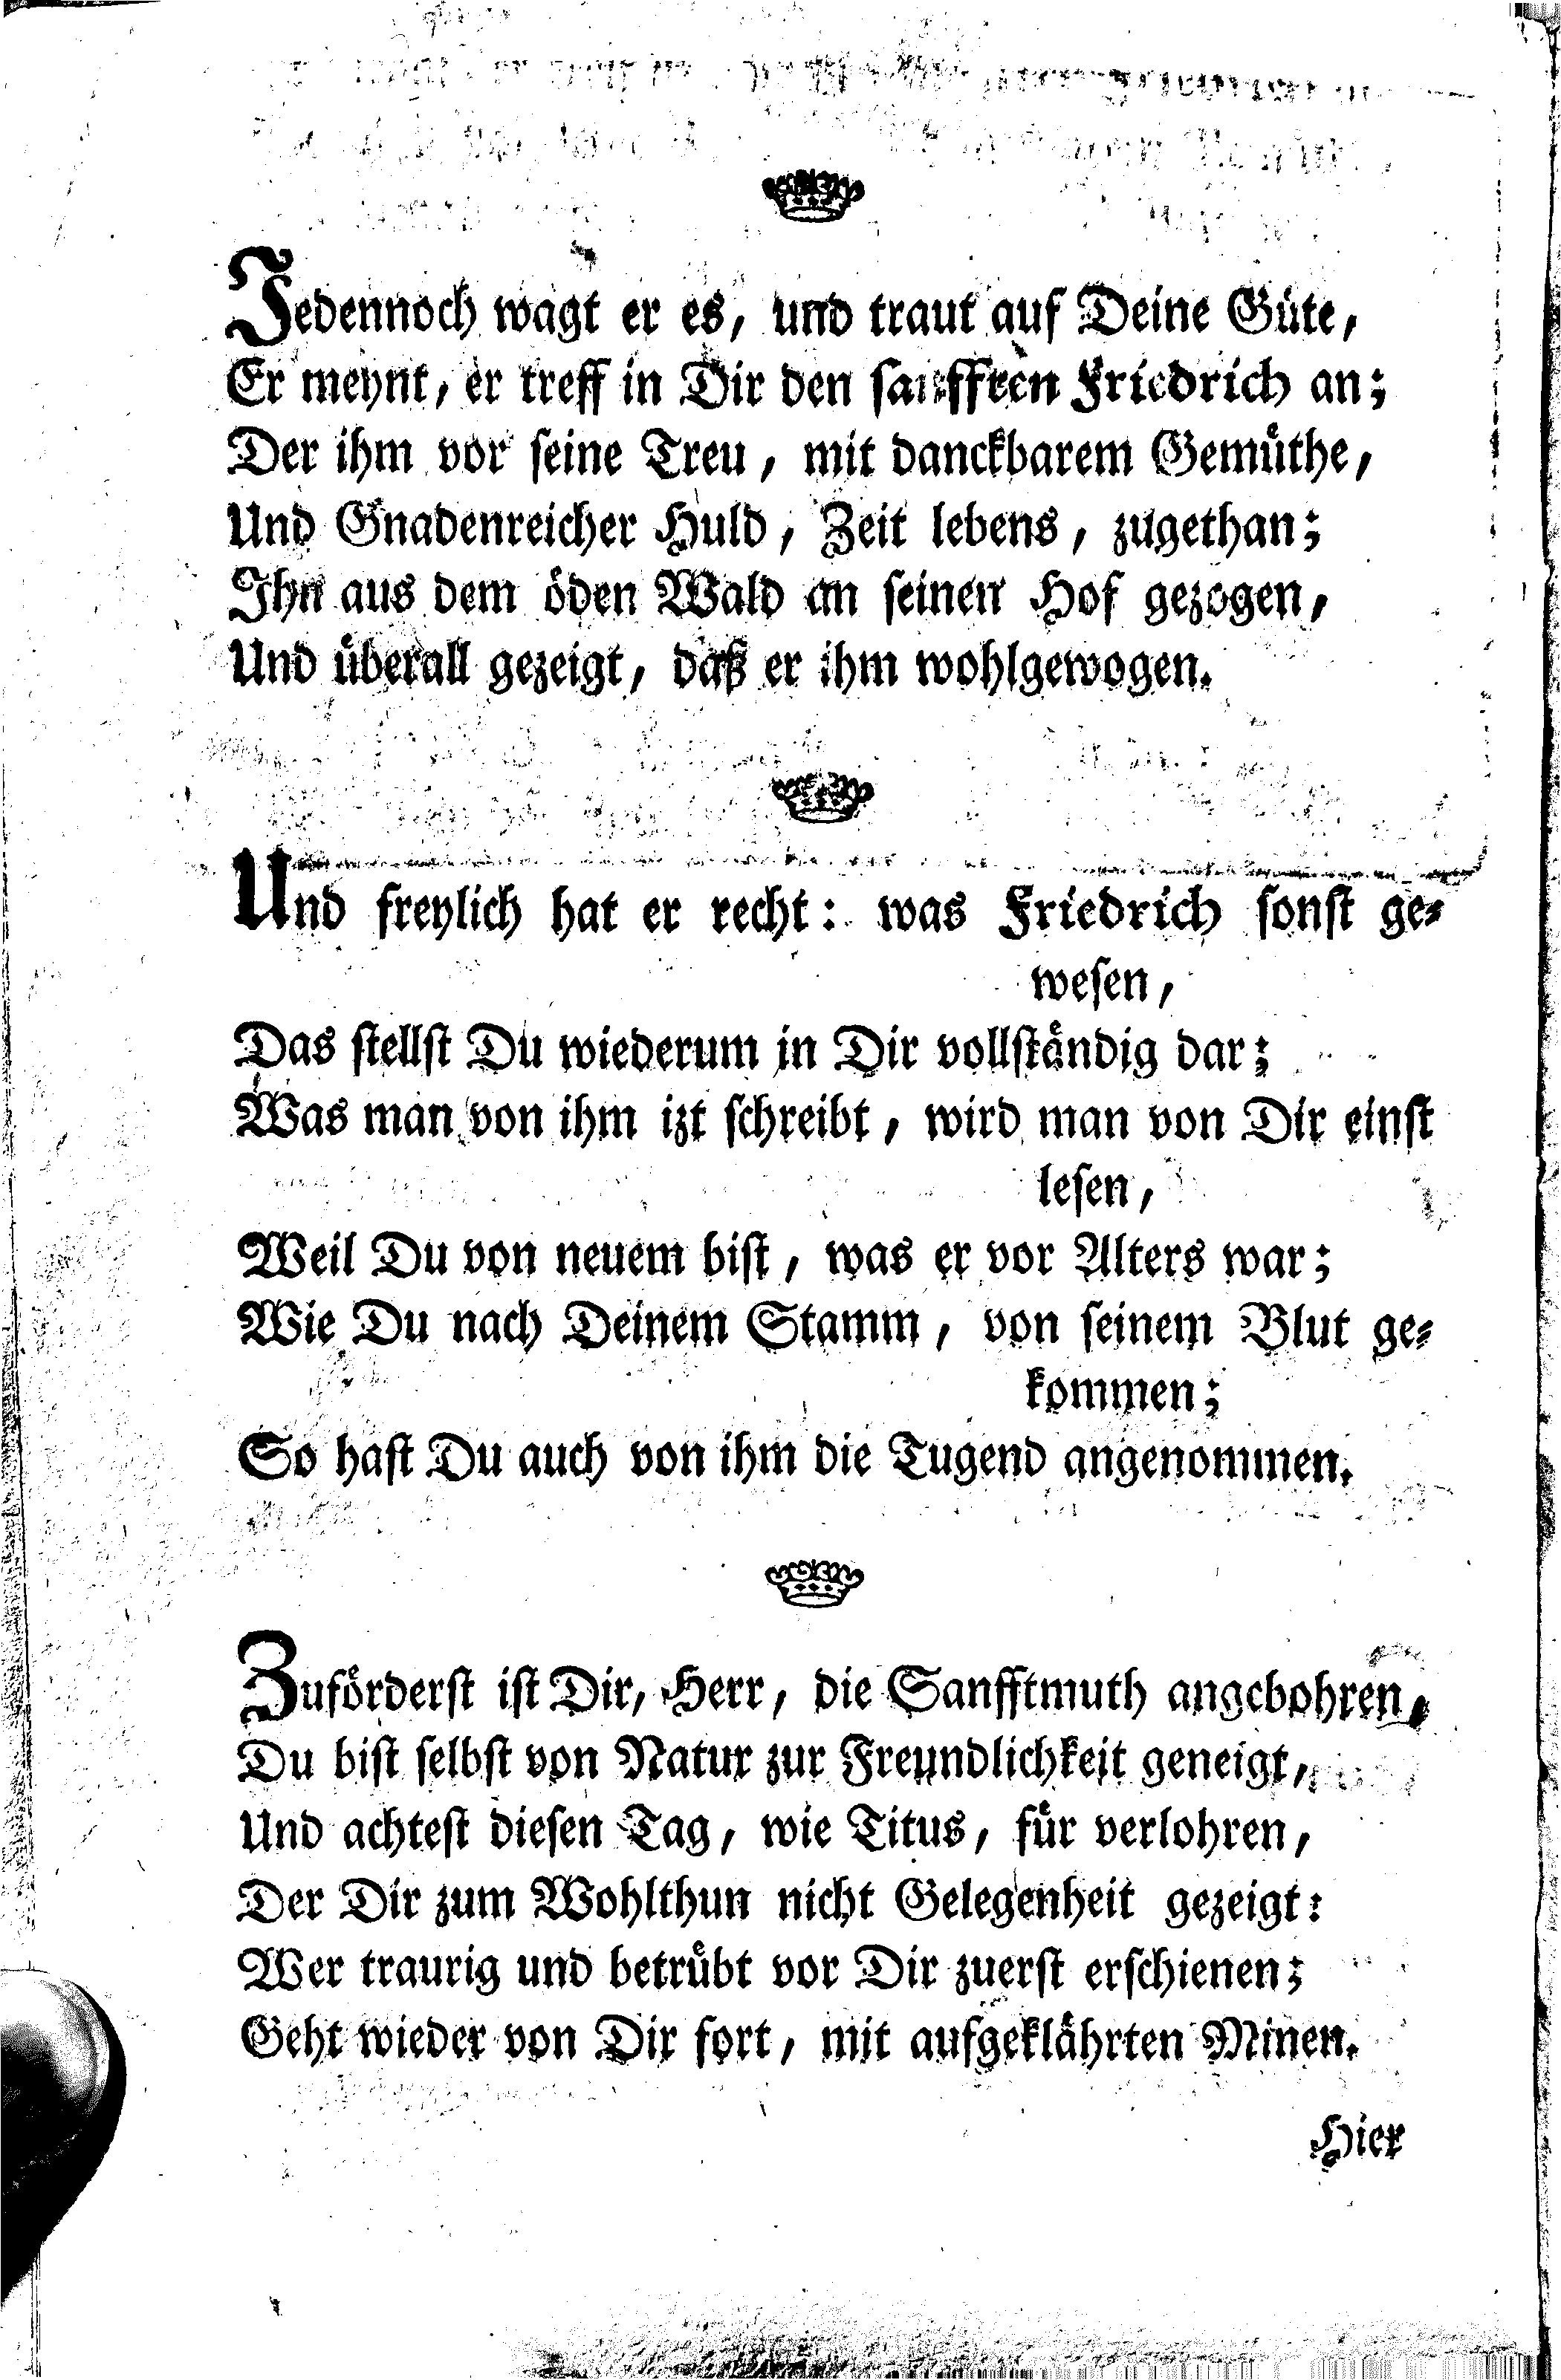 Jedennoch wagt er es, und traut auf Deine Güte,
Er meynt, er treff in Dir den sanfften Friedrich an;
Der ihm vor seine Treu, mit danckbarem Gemüthe,
Und Gnadenreicher Huld, Zeit lebens, zugethan;
Ihn aus dem öden Wald an seinen Hof gezogen,
Und überall gezeigt, daß er ihm wohlgewogen.
Und freylich hat er recht: was Friedrich sonst ge-
wesen,
Das stellst Du wiederum in Dir vollständig dar;
Was man von ihm izt schreibt, wird man von Dir einst
lesen,
Weil Du von neuem bist, was er vor Alters war;
Wie Du nach Deinem Stamm, von seinem Blut ge-
kommen;
So hast Du auch von ihm die Tugend angenommen.
Zuförderst ist Dir, Herr, die Sanfftmuth angebohren,
Du bist selbst von Natur zur Freundlichkeit geneigt,
Und achtest diesen Tag, wie Titus, für verlohren,
Der Dir zum Wohlthun nicht Gelegenheit gezeigt:
Wer traurig und betrübt vor Dir zuerst erschienen;
Geht wieder von Dir fort, mit aufgeklährten Minen.
Hier